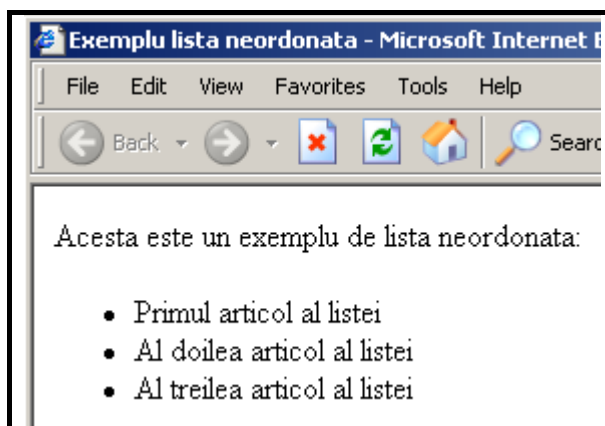 Exemplu lista neordonata - Microsoft Internet
File Edit View Favorites Tools Help
Back
Acesta este un exemplu de lista neordonata:
• Primul articol al listei
• Al doilea articol al listei
• Al treilea articol al listei